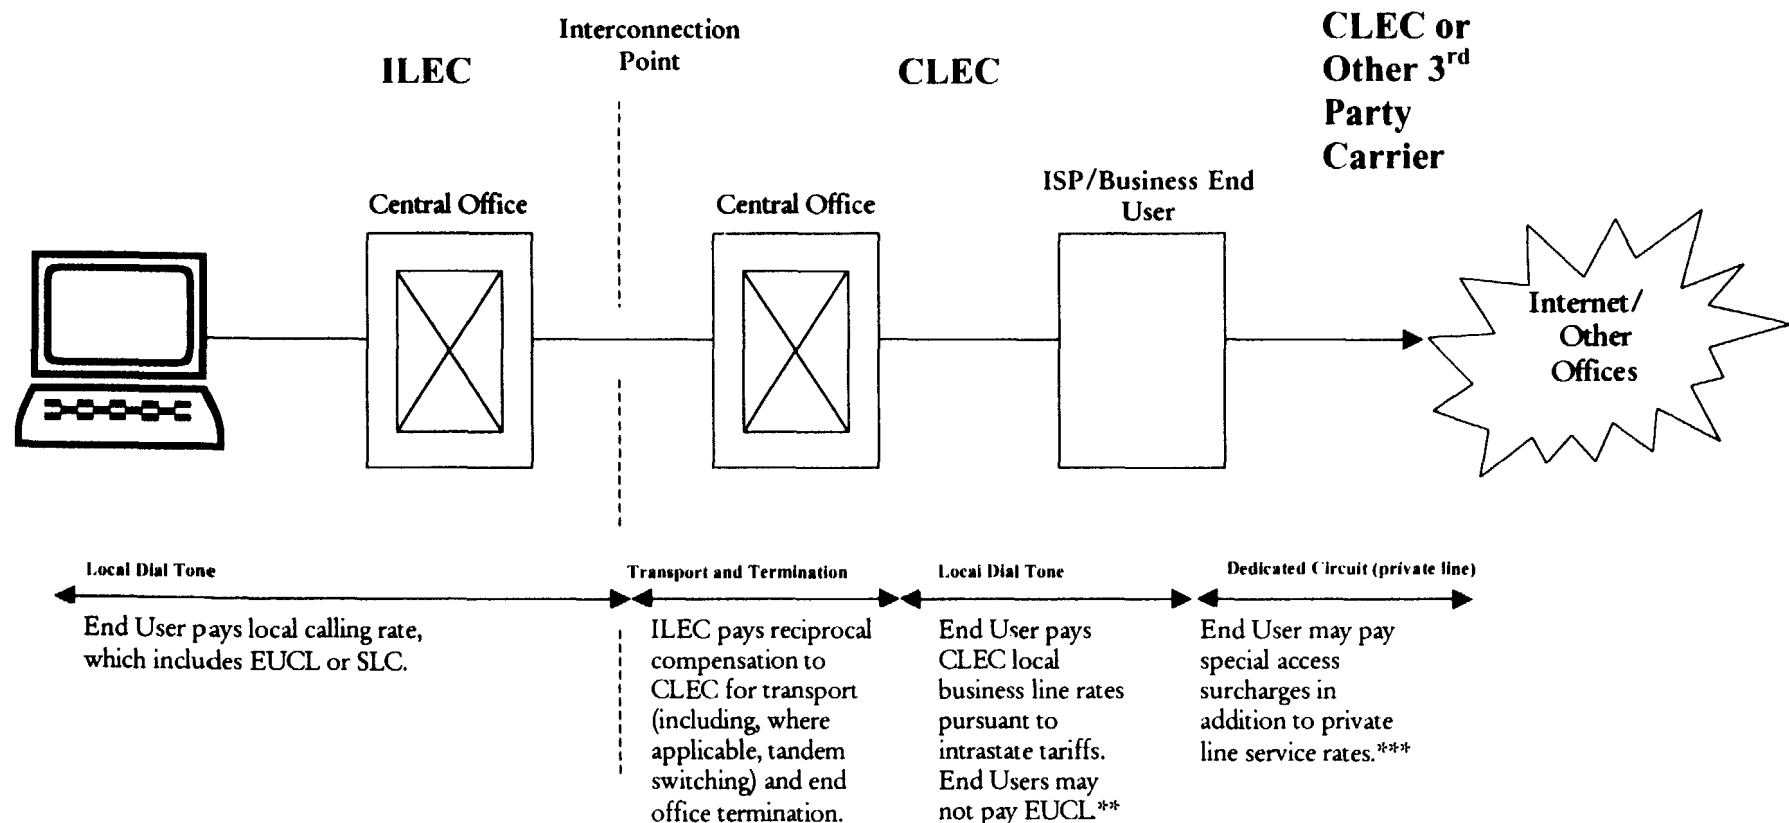 Interconnection
Point
ILEC
CLEC
CLEC or
Other 3rd
Party
Carrier
Central Office
Central Office
ISP/Business End
User
Internet/
Other
Offices
Local Dial Tone
End User pays local calling rate,
which includes EUCL or SLC.
Transport and Termination
ILEC pays reciprocal
compensation to
CLEC for transport
(including, where
applicable, tandem
switching) and end
office termination.
Local Dial Tone
End User pays
CLEC local
business line rates
pursuant to
intrastate tariffs.
End Users may
not pay EUCL.**
Dedicated Circuit (private line)
End User may pay
special access
surcharges in
addition to private
line service rates.***